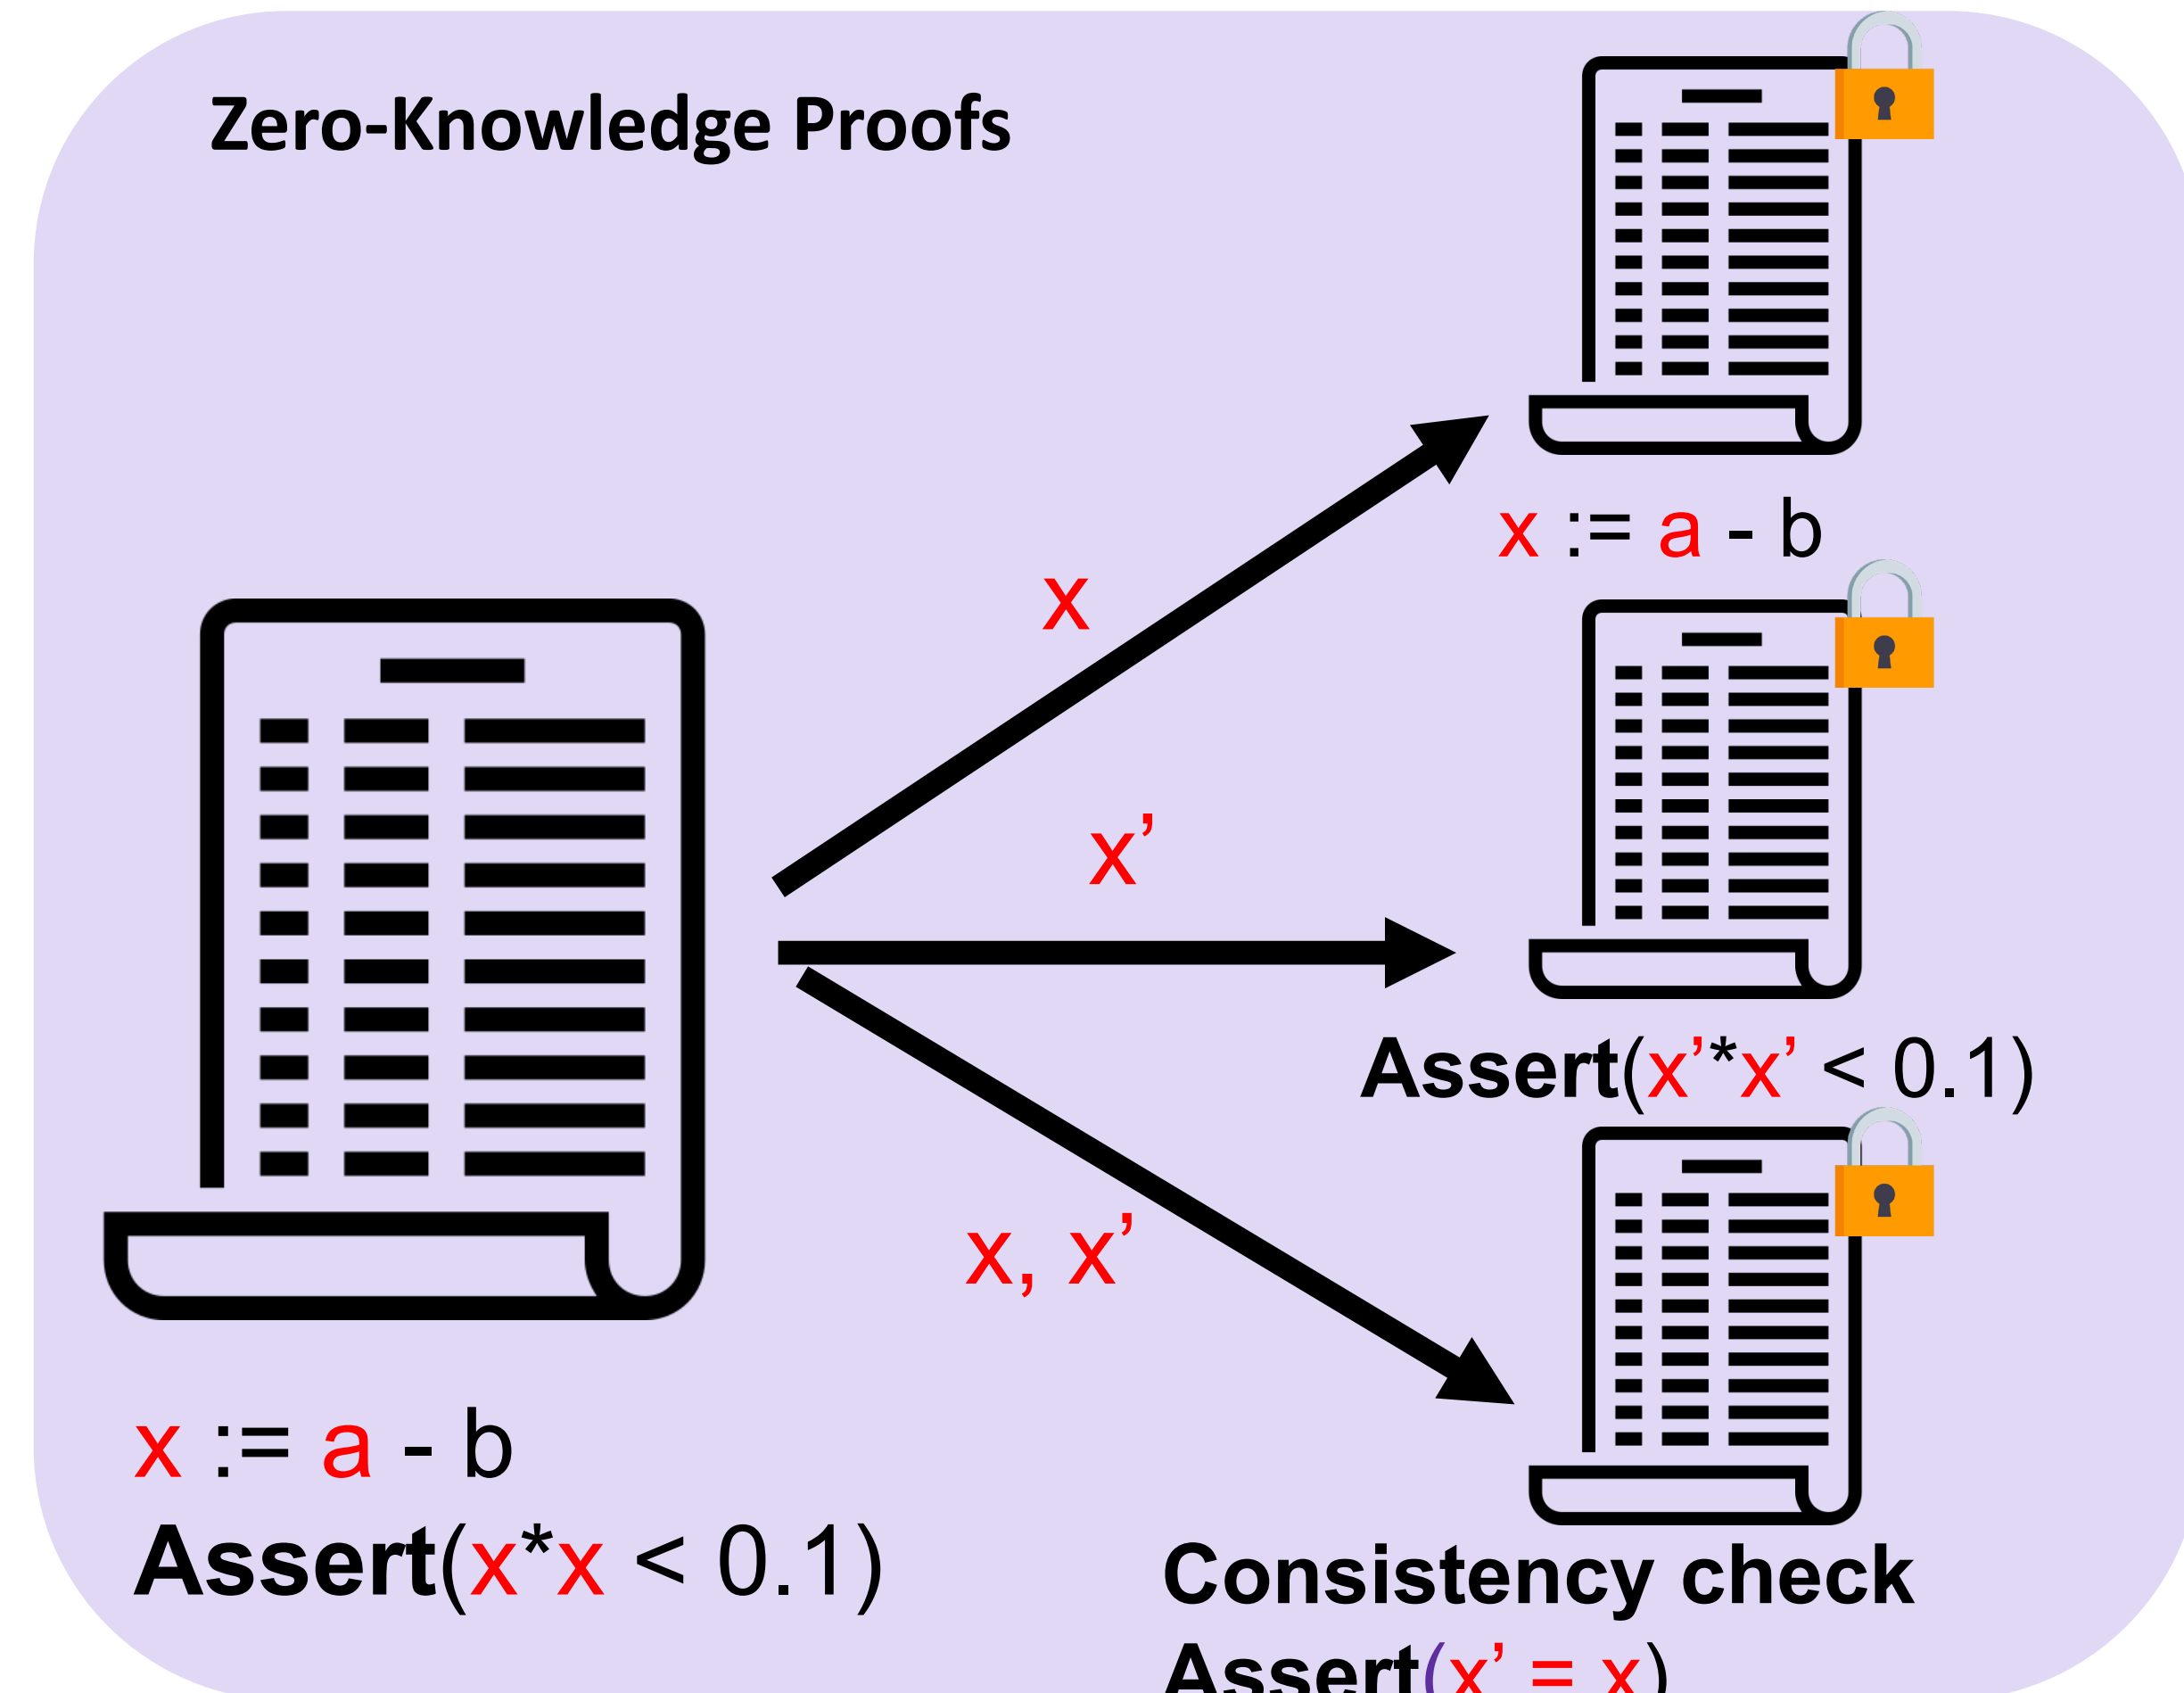 Zero-Knowledge Proofs
x := a - b
x
x’
Assert(x’*x’ < 0.1)
x, x’
x := a - b
Assert(x*x < 0.1)
Consistency check
Assert(x’ = x)